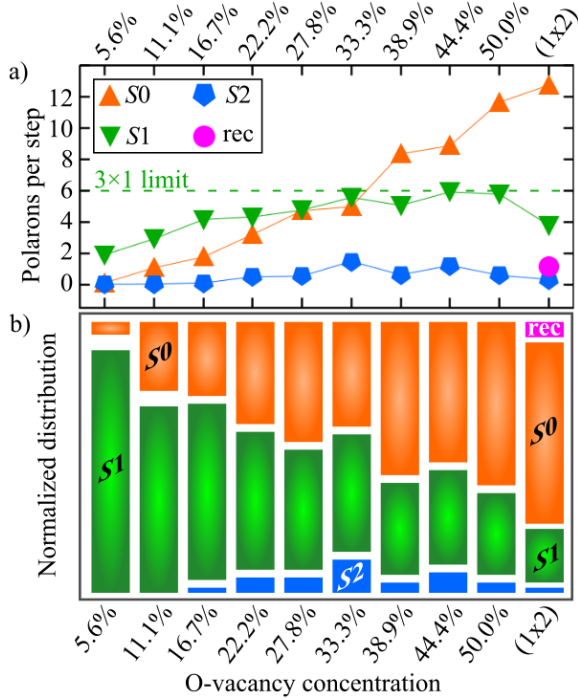 5.6% 11.1% 16.7% 22.2% 27.8% 33.3% 38.9% 44.4% 50.0% (1x2)
a)
S0 S2
S1 rec
3×1 limit
Polarons per step
12
10
8
6
4
2
0
b)
rec
S0
S0
S1
S1
S2
Normalized distribution
5.6% 11.1% 16.7% 22.2% 27.8% 33.3% 38.9% 44.4% 50.0% (1x2)
O-vacancy concentration